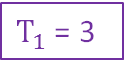 T₁ = 3